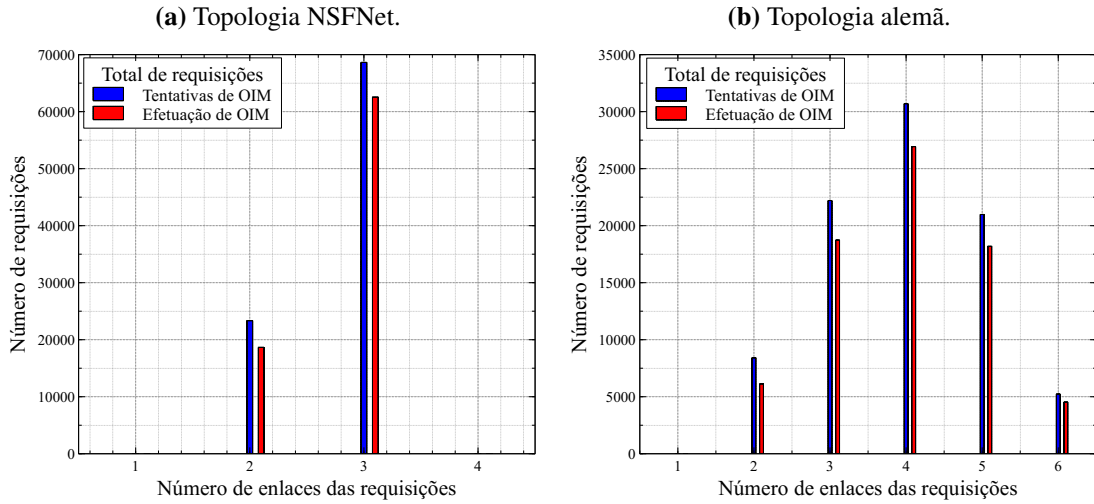 (a) Topologia NSFNet.
70000
60000
50000
40000
30000
20000
10000
0
Número de requisições
Total de requisições
Tentativas de OIM
Efetuação de OIM
1 2 3 4
Número de enlaces das requisições
(b) Topologia alemã.
35000
30000
25000
20000
15000
10000
5000
0
Número de requisições
Total de requisições
Tentativas de OIM
Efetuação de OIM
1 2 3 4 5 6
Número de enlaces das requisições